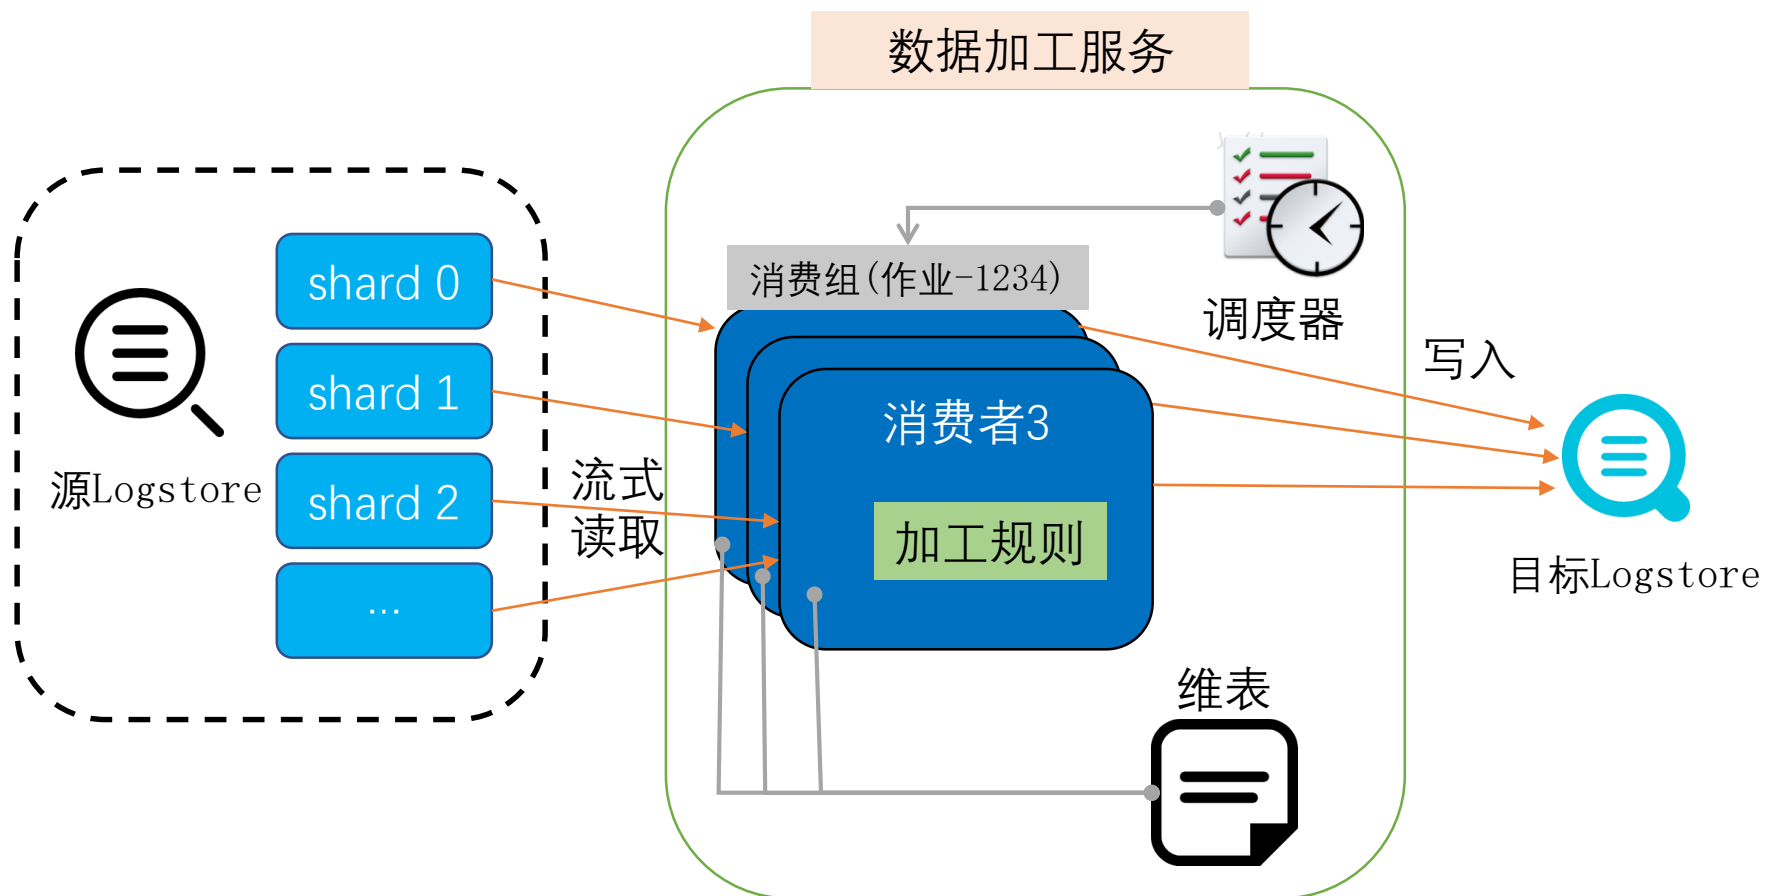 数据加工服务
消费组(作业-1234)
调度器
shard 0
shard 1
shard 2
...
源Logstore
流式
读取
消费者3
加工规则
写入
目标Logstore
维表